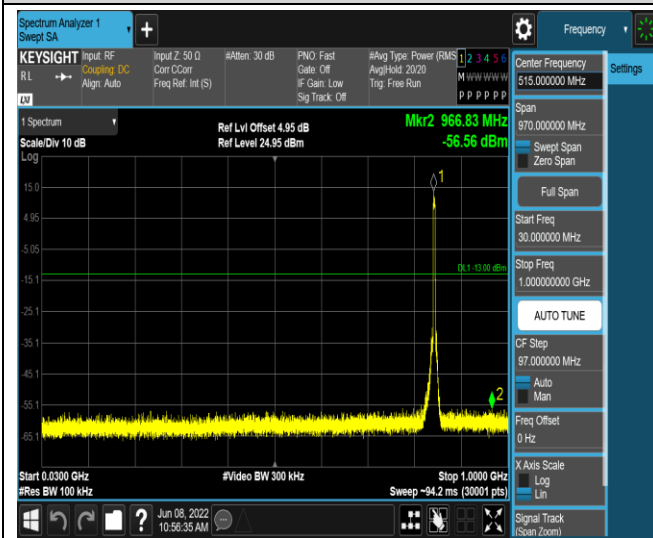 Spectrum Analyzer 1
Swept SA
+
Frequency
KEYSIGHT
Input: RF
Coupling: DC
Align: Auto
Input Z: 50 Ω
Corr CCorr
Freq Ref: Int (S)
#Atten: 30 dB
PNO: Fast
Gate: Off
IF Gain: Low
Sig Track: Off
#Avg Type: Power (RMS
Avg|Hold: 20/20
Trig: Free Run
1 2 3 4 5 6
M W W W W W
P P P P P P
RL
LXI
1 Spectrum
Scale/Div 10 dB
Log
Ref Lvl Offset 4.95 dB
Ref Level 24.95 dBm
Mkr2 966.83 MHz
-56.56 dBm
15.0
4.95
-5.05
-15.1
-25.1
-35.1
-45.1
-55.1
-65.1
1
DL1 -13.00 dBm
2
Start 0.0300 GHz
#Res BW 100 kHz
#Video BW 300 kHz
Stop 1.0000 GHz
Sweep ~94.2 ms (30001 pts)
?
Jun 08, 2022
10:56:35 AM
Center Frequency
515.000000 MHz
Settings
Span
970.000000 MHz
Swept Span
Zero Span
Full Span
Start Freq
30.000000 MHz
Stop Freq
1.000000000 GHz
AUTO TUNE
CF Step
97.000000 MHz
Auto
Man
Freq Offset
0 Hz
X Axis Scale
Log
Lin
Signal Track
(Span Zoom)